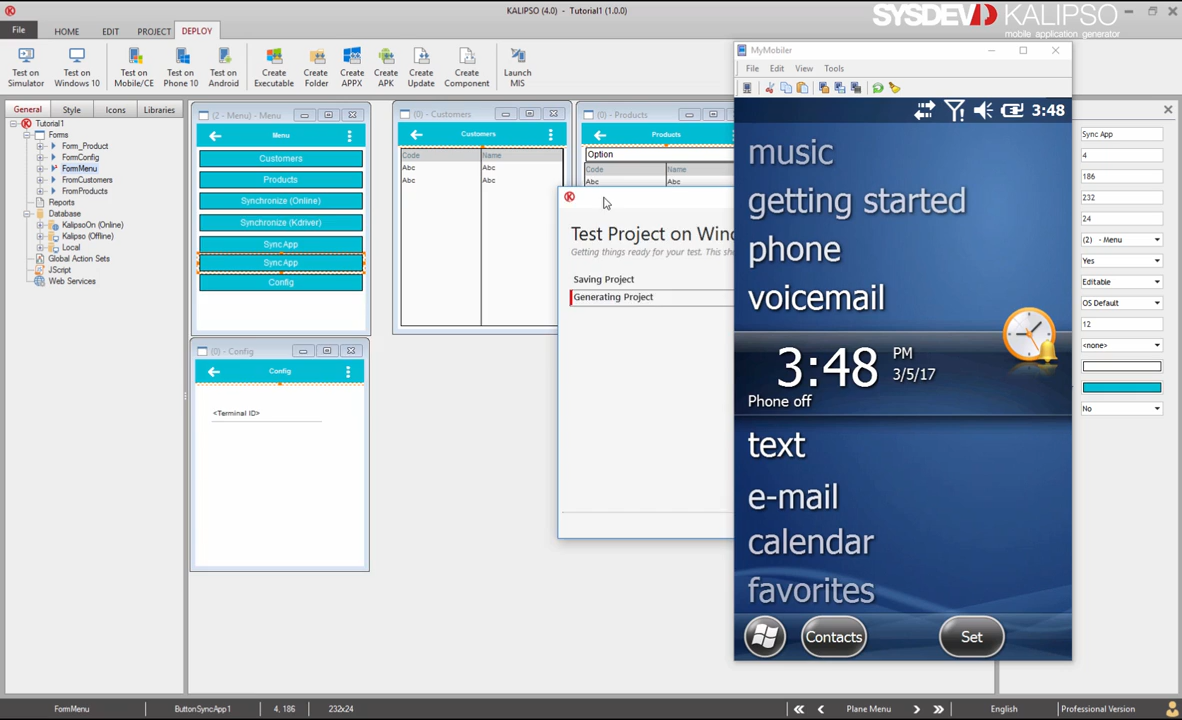 KALIPSO (4.0) - Tutorial1 (1.0.0)
SYSDEV KALIPSO
mobile application generator
File
HOME
EDIT
PROJECT
DEPLOY
Test on Simulator
Test on Windows 10
Test on Mobile/CE
Test on Phone 10
Test on Android
Create Executable
Create Folder
Create APPX
Create APK
Create Update
Create Component
Launch MIS
General
Style
Icons
Libraries
Tutorial1
Forms
Form_Product
FormConfig
FormMenu
FromCustomers
FromProducts
Reports
Database
KalipsoOn (Online)
Kalipso (Offline)
Local
Global Action Sets
JScript
Web Services
(2 - Menu) - Menu
Menu
Customers
Products
Synchronize (Online)
Synchronize (Kdriver)
Sync App
Sync App
Config
(0) - Customers
Customers
Code Name
Abc Abc
Abc Abc
(0) - Products
Products
Option
Code Name
Abc Abc
(0) - Config
Config
<Terminal ID>
Test Project on Win
Getting things ready for your test. This sh
Saving Project
Generating Project
MyMobiler
File Edit View Tools
3:48
music
getting started
phone
voicemail
3:48 PM
3/5/17
Phone off
text
e-mail
calendar
favorites
Contacts
Set
Sync App
4
186
232
24
(2) - Menu
Yes
Editable
OS Default
12
<none>
No
FormMenu
ButtonSyncApp1
4, 186
232x24
Plane Menu
English
Professional Version